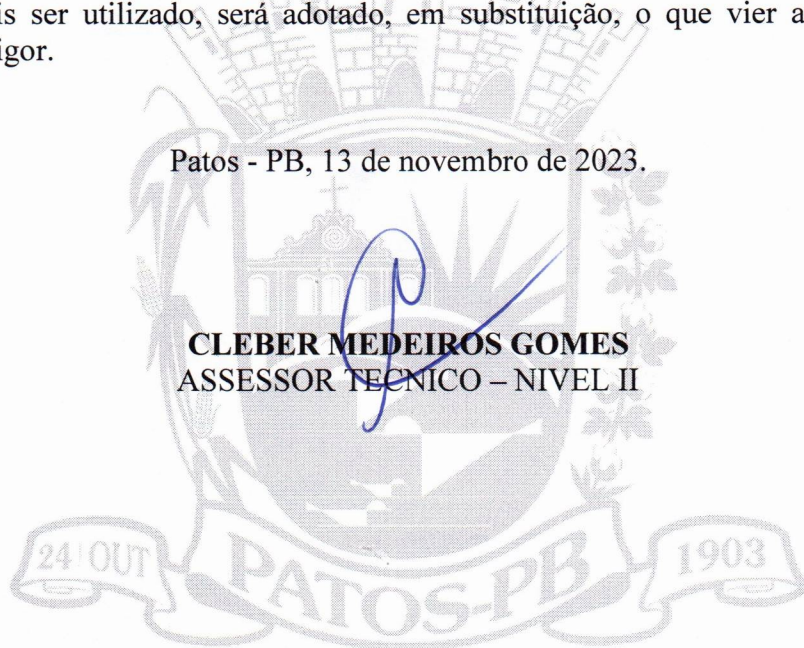 is ser utilizado, será adotado, em substituição, o que vier a
igor.
Patos - PB, 13 de novembro de 2023.
CLEBER MEDEIROS GOMES
ASSESSOR TECNICO – NIVEL II
24 OUT
PATOS-PB
1903